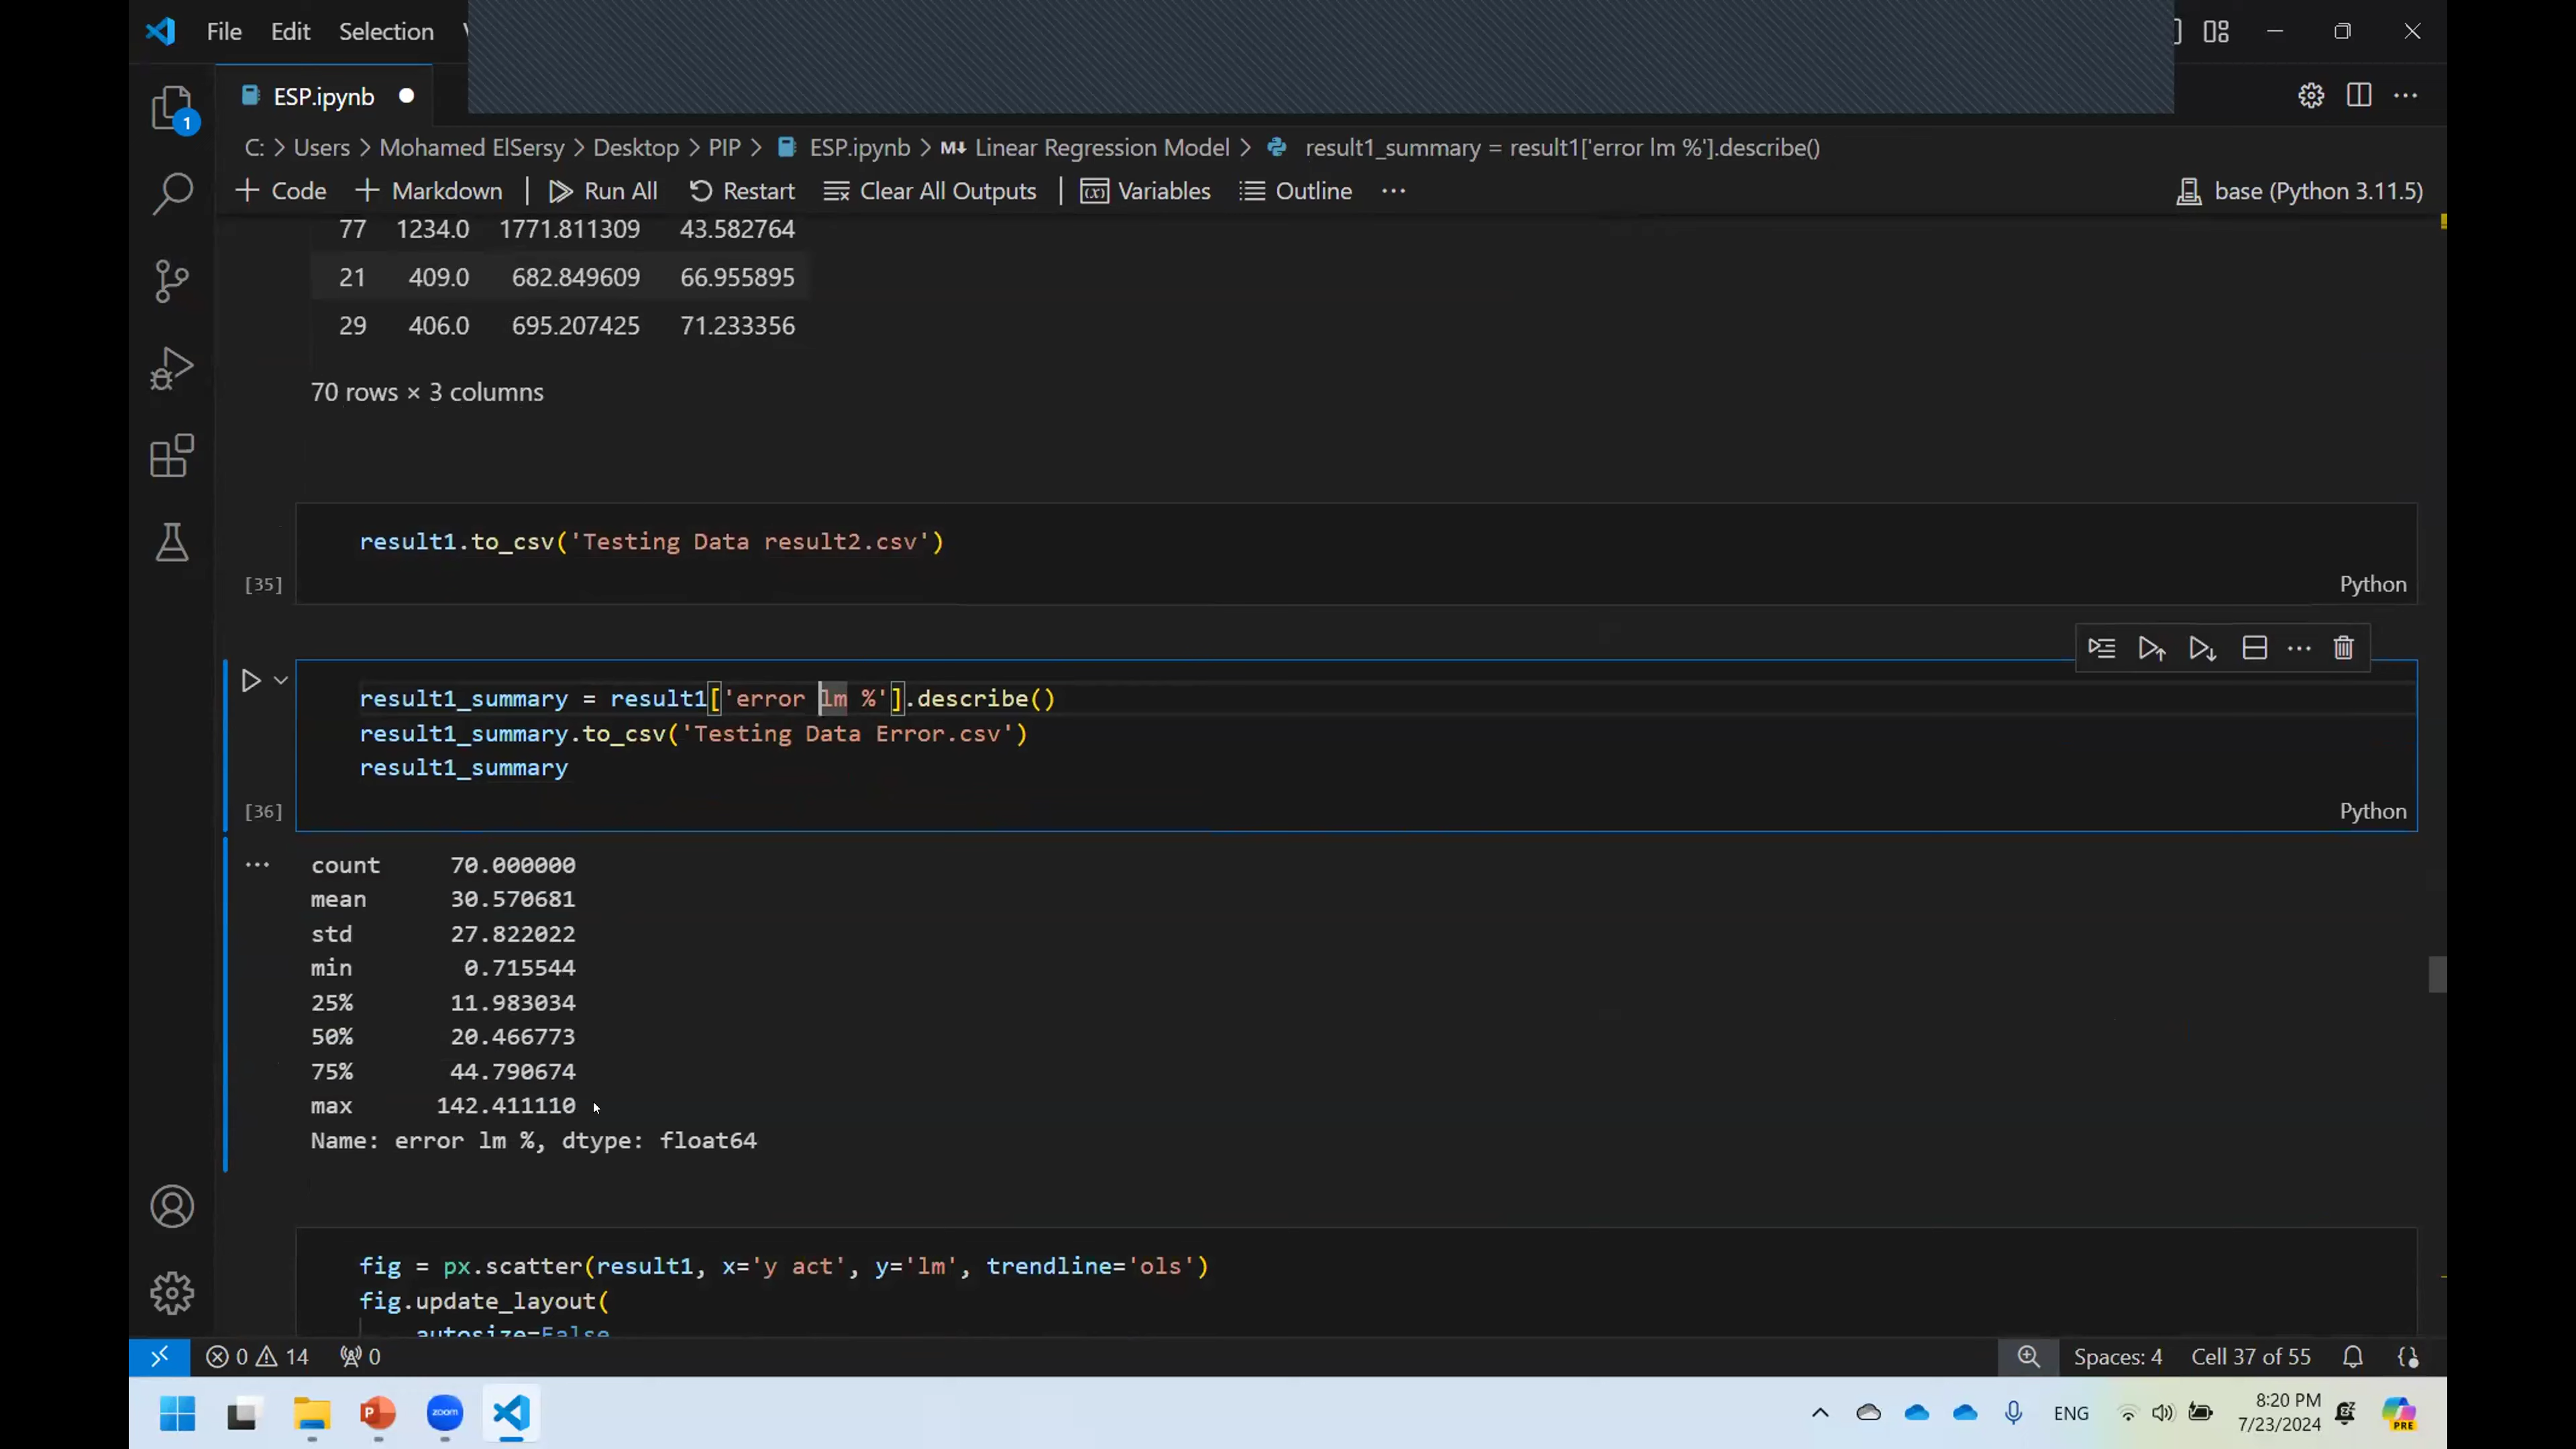 File Edit Selection
ESP.ipynb
1
C: > Users > Mohamed ElSersy > Desktop > PIP > ESP.ipynb > M↓ Linear Regression Model > result1_summary = result1['error lm %'].describe()
+ Code + Markdown | Run All Restart Clear All Outputs | Variables Outline ···
base (Python 3.11.5)
77 1234.0 1771.811309 43.582764
21 409.0 682.849609 66.955895
29 406.0 695.207425 71.233356
70 rows × 3 columns
result1.to_csv('Testing Data result2.csv')
[35]
Python
result1_summary = result1['error lm %'].describe()
result1_summary.to_csv('Testing Data Error.csv')
result1_summary
[36]
Python
count 70.000000
mean 30.570681
std 27.822022
min 0.715544
25% 11.983034
50% 20.466773
75% 44.790674
max 142.411110
Name: error lm %, dtype: float64
fig = px.scatter(result1, x='y act', y='lm', trendline='ols')
fig.update_layout(
autosize=False
0 14 0
Spaces: 4 Cell 37 of 55
zoom
ENG
8:20 PM
7/23/2024
PRE